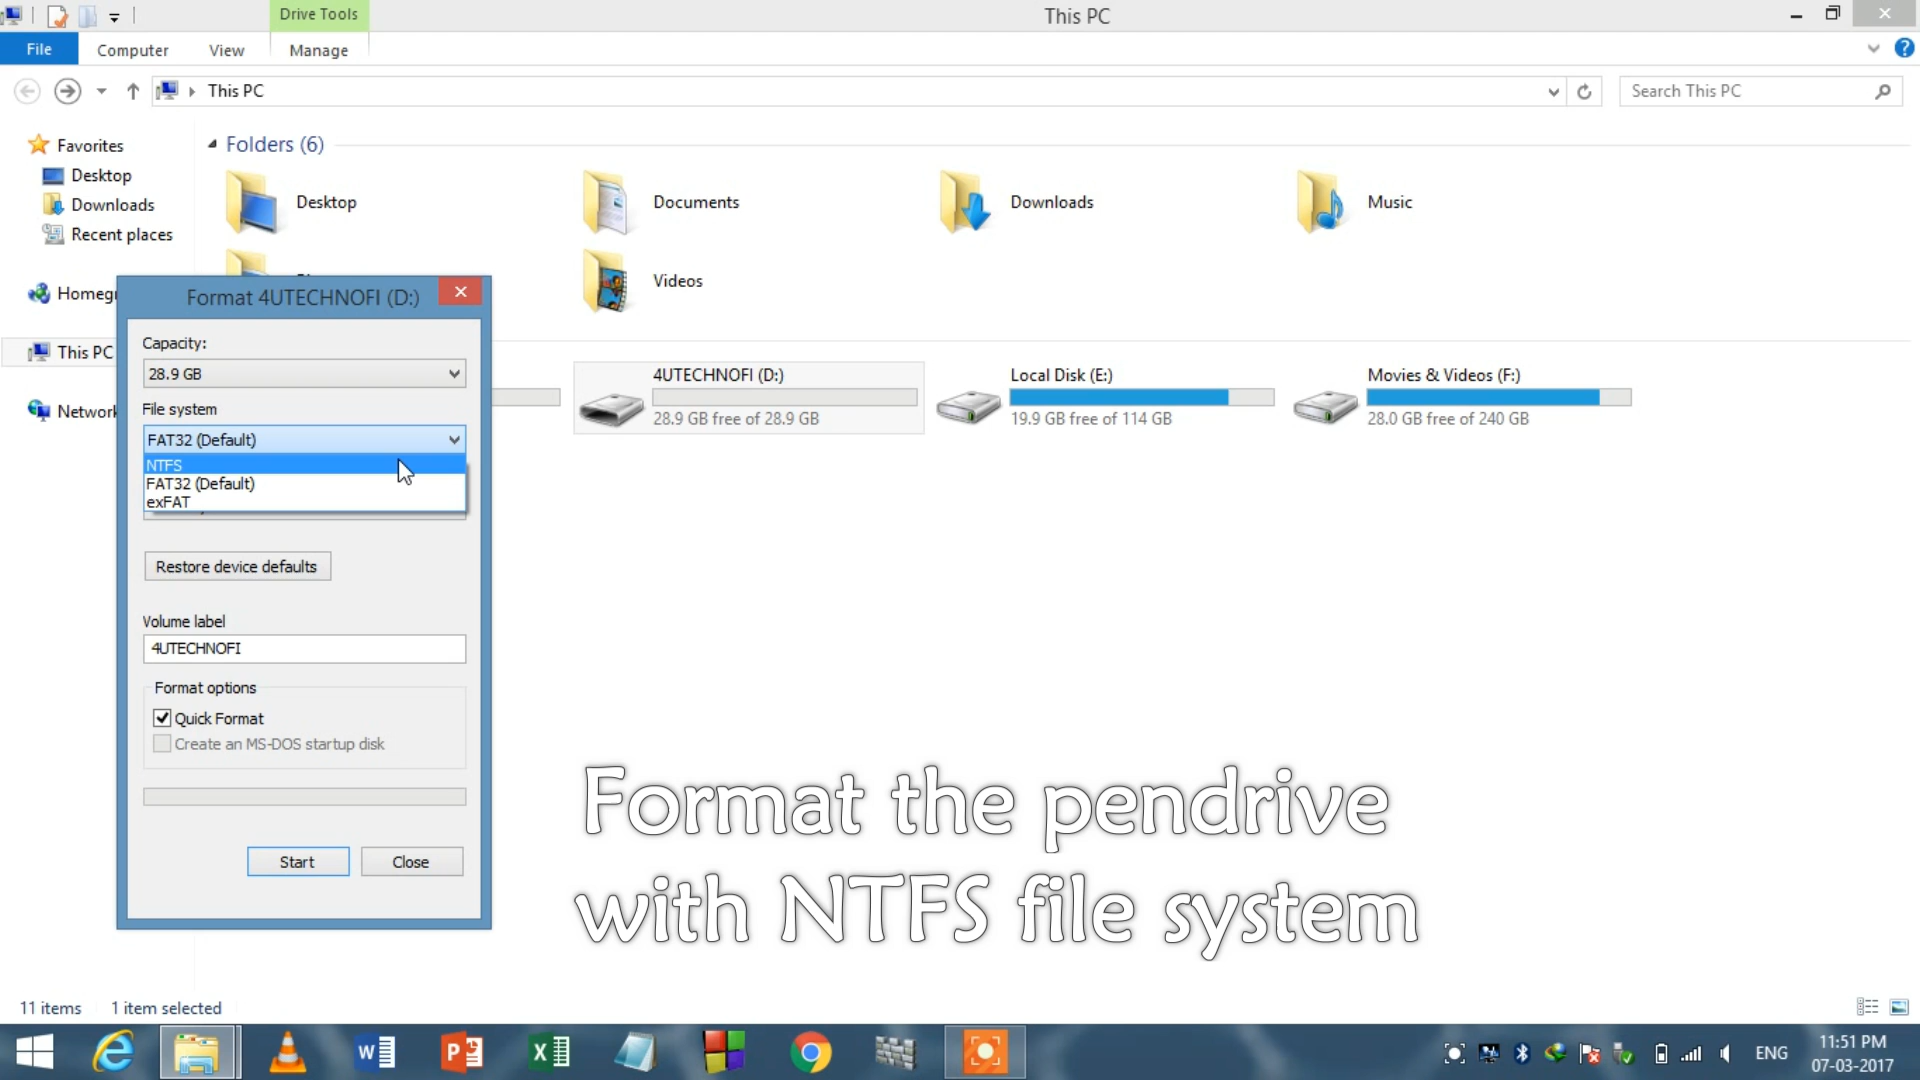 Drive Tools
This PC
File
Computer
View
Manage
This PC
Search This PC
Favorites
Desktop
Downloads
Recent places
Homegr
This PC
Network
Folders (6)
Desktop
Documents
Downloads
Music
Videos
4UTECHNOFI (D:)
28.9 GB free of 28.9 GB
Local Disk (E:)
19.9 GB free of 114 GB
Movies & Videos (F:)
28.0 GB free of 240 GB
Format 4UTECHNOFI (D:)
Capacity:
28.9 GB
File system
FAT32 (Default)
NTFS
FAT32 (Default)
exFAT
Restore device defaults
Volume label
4UTECHNOFI
Format options
Quick Format
Create an MS-DOS startup disk
Start
Close
Format the pendrive
with NTFS file system
11 items
1 item selected
ENG
11:51 PM
07-03-2017